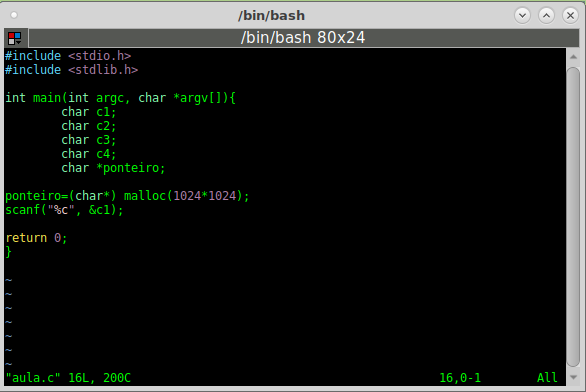 /bin/bash
/bin/bash 80x24
#include <stdio.h>
#include <stdlib.h>

int main(int argc, char *argv[]){
        char c1;
        char c2;
        char c3;
        char c4;
        char *ponteiro;

ponteiro=(char*) malloc(1024*1024);
scanf("%c", &c1);

return 0;
}

~
~
~
~
~
~
~
"aula.c" 16L, 200C 16,0-1 All